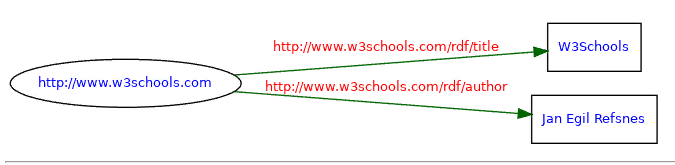 http://www.w3schools.com/rdf/title
W3Schools
http://www.w3schools.com
http://www.w3schools.com/rdf/author
Jan Egil Refsnes